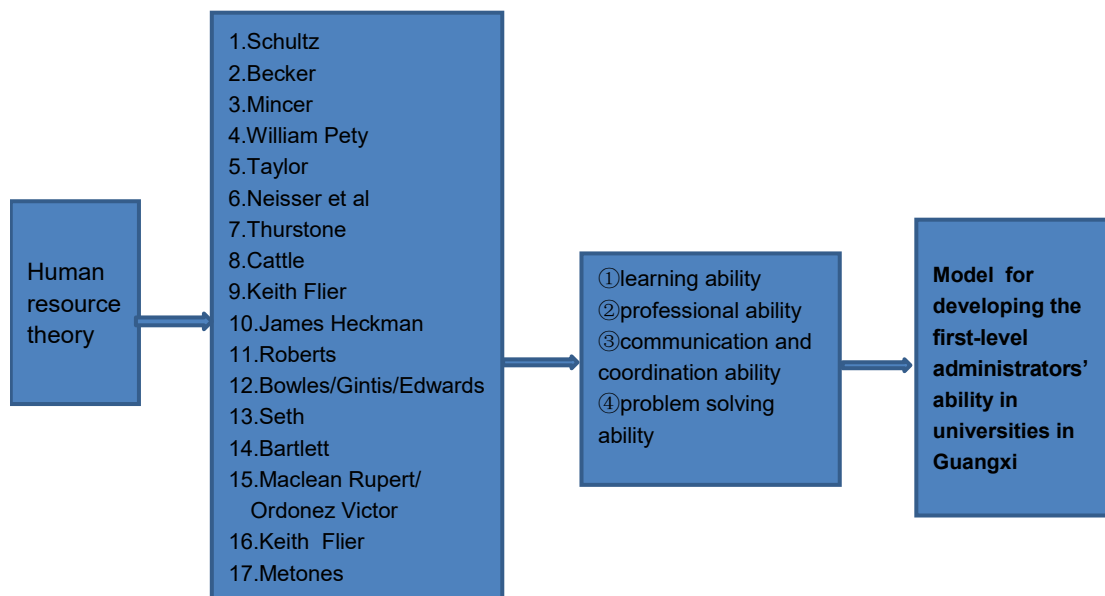 Human
resource
theory
1.Schultz
2.Becker
3.Mincer
4.William Pety
5.Taylor
6.Neisser et al
7.Thurstone
8.Cattle
9.Keith Flier
10.James Heckman
11.Roberts
12.Bowles/Gintis/Edwards
13.Seth
14.Bartlett
15.Maclean Rupert/
Ordonez Victor
16.Keith  Flier
17.Metones
①learning ability
②professional ability
③communication and
coordination ability
④problem solving
ability
Model  for
developing the
first-level
administrators’
ability in
universities in
Guangxi